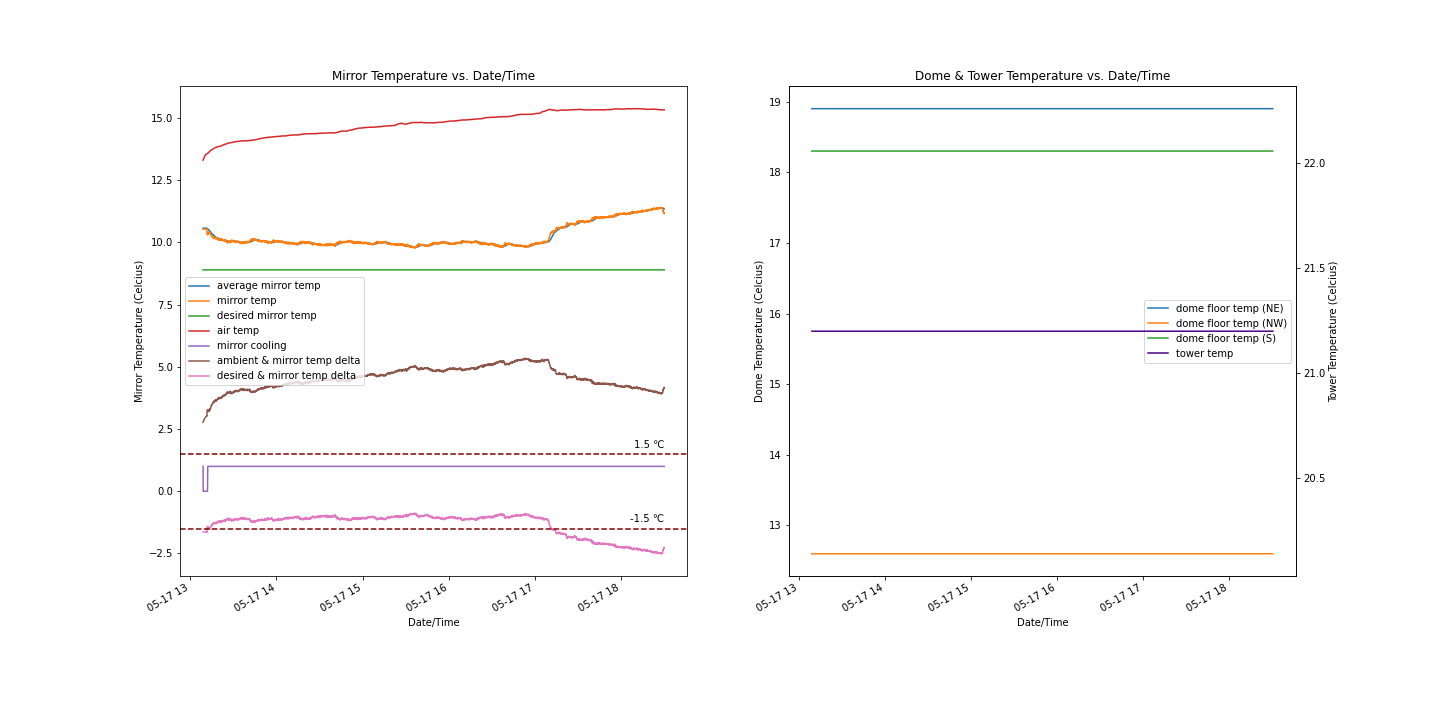 Mirror Temperature vs. Date/Time
Mirror Temperature (Celcius)
15.0
12.5
10.0
7.5
5.0
2.5
0.0
−2.5
average mirror temp
mirror temp
desired mirror temp
air temp
mirror cooling
ambient & mirror temp delta
desired & mirror temp delta
1.5 °C
-1.5 °C
05-17 13
05-17 14
05-17 15
05-17 16
05-17 17
05-17 18
Date/Time
Dome & Tower Temperature vs. Date/Time
Dome Temperature (Celcius)
19
18
17
16
15
14
13
dome floor temp (NE)
dome floor temp (NW)
dome floor temp (S)
tower temp
22.0
21.5
21.0
20.5
Tower Temperature (Celcius)
05-17 13
05-17 14
05-17 15
05-17 16
05-17 17
05-17 18
Date/Time